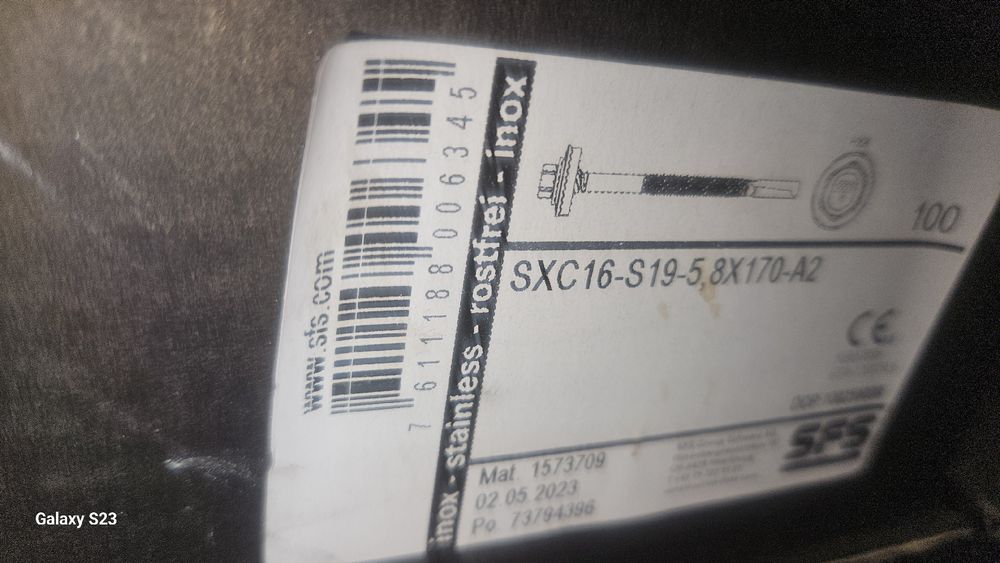 www.sfs.com
7 611188 006345
inox - stainless - rostfrei - inox
100
SXC16-S19-5,8X170-A2
CE
SFS
Mat. 1573709
02.05.2023
Po. 73794396
Galaxy S23